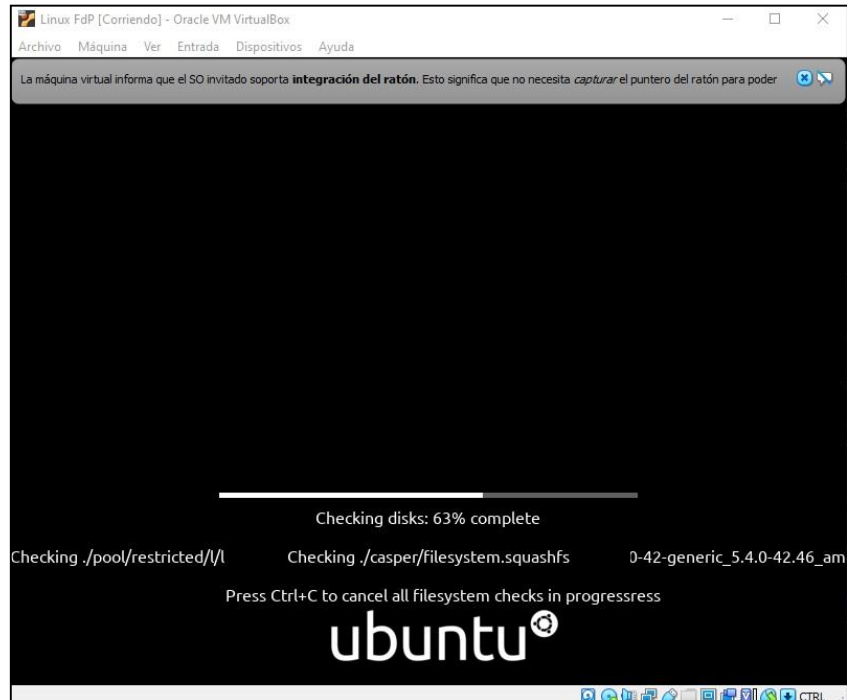 Linux FdP [Corriendo] - Oracle VM VirtualBox
Archivo Máquina Ver Entrada Dispositivos Ayuda
La máquina virtual informa que el SO invitado soporta integración del ratón. Esto significa que no necesita capturar el puntero del ratón para poder
Checking disks: 63% complete
Checking ./pool/restricted/l/l Checking ./casper/filesystem.squashfs 0-42-generic_5.4.0-42.46_am
Press Ctrl+C to cancel all filesystem checks in progressress
ubuntu
CTRL